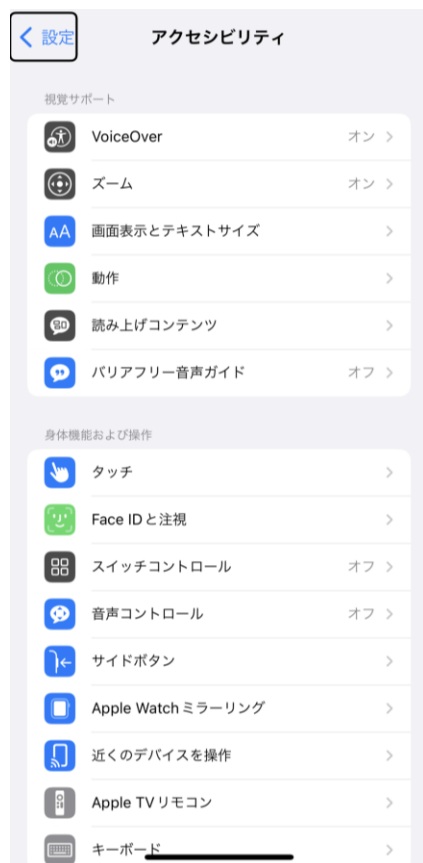 設定
アクセシビリティ
視覚サポート
VoiceOver オン
ズーム オン
AA 画面表示とテキストサイズ
動作
読み上げコンテンツ
バリアフリー音声ガイド オフ
身体機能および操作
タッチ
Face IDと注視
スイッチコントロール オフ
音声コントロール オフ
サイドボタン
Apple Watchミラーリング
近くのデバイスを操作
Apple TVリモコン
キーボード